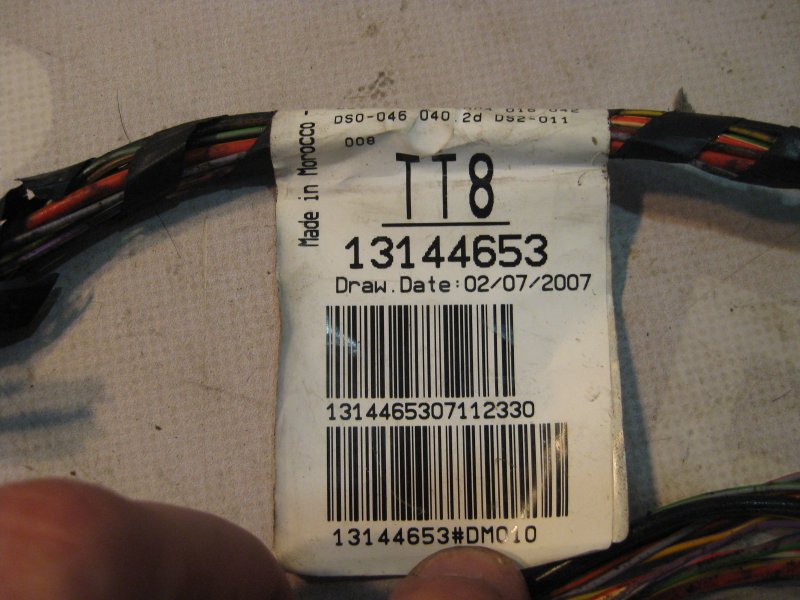 DS0-046 040.2d DS2-011
008
Made in Morocco -
TT8
13144653
Draw.Date:02/07/2007
1314465307112330
13144653#DM010